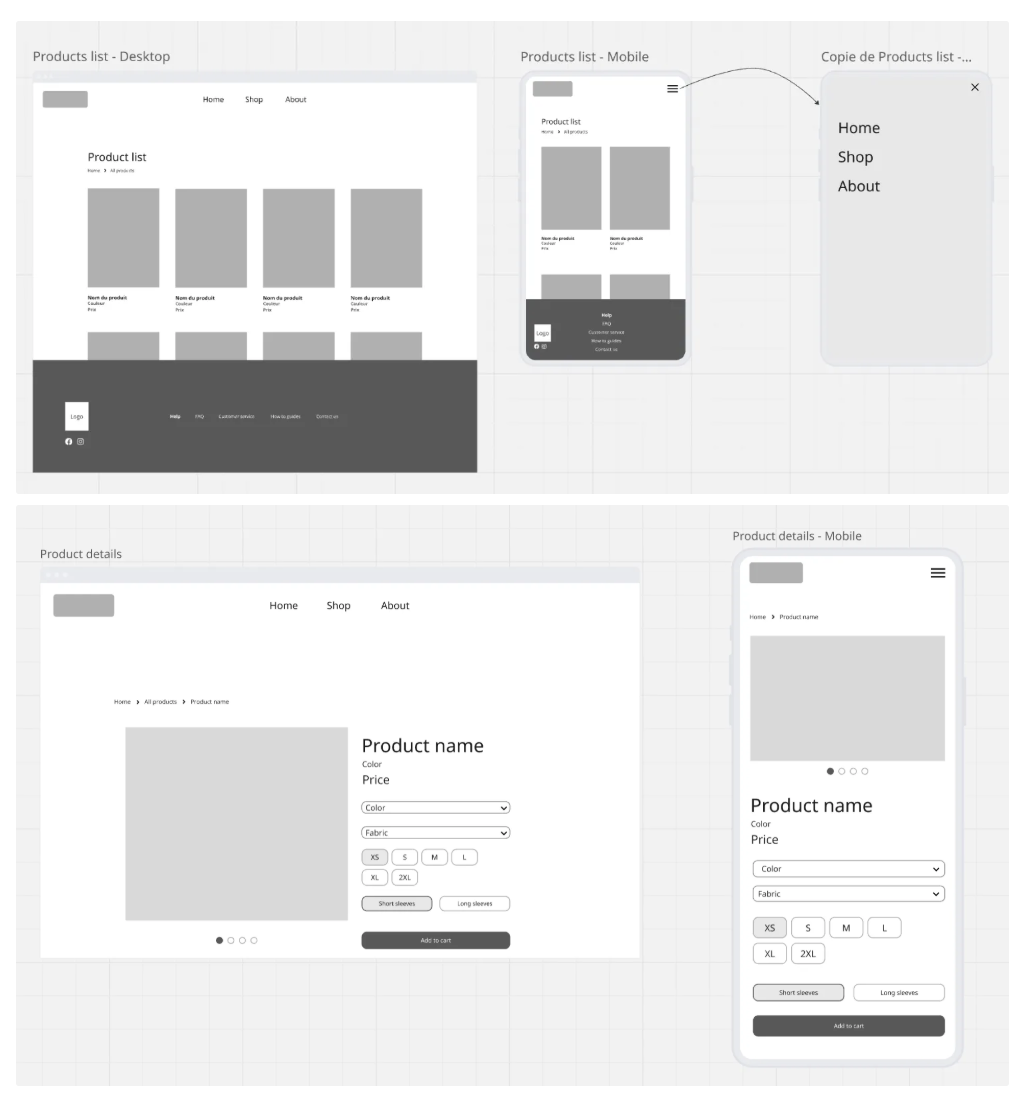 Products list - Desktop
Home Shop About
Product list
Home > All products
Nom du produit Nom du produit Nom du produit Nom du produit
Couleur Couleur Couleur Couleur
Prix Prix Prix Prix
Logo
Help FAQ Customer service How to guides Contact us
Products list - Mobile
Product list
Home > All products
Nom du produit Nom du produit
Couleur Couleur
Prix Prix
Help
FAQ
Logo
Customer service
How to guides
Contact us
Copie de Products list -...
Home
Shop
About
Product details
Home Shop About
Home > All products > Product name
Product name
Color
Price
Color
Fabric
XS S M L
XL 2XL
Short sleeves Long sleeves
Add to cart
Product details - Mobile
Home > Product name
Product name
Color
Price
Color
Fabric
XS S M L
XL 2XL
Short sleeves Long sleeves
Add to cart